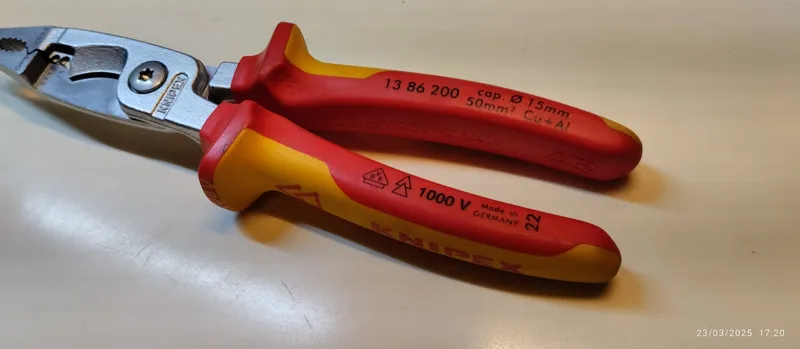 KNIPEX
13 86 200
cap. Ø 15mm
50mm² Cu + Al
1000 V
Made in
GERMANY
22
KNIPEX
23/03/2025 17:20